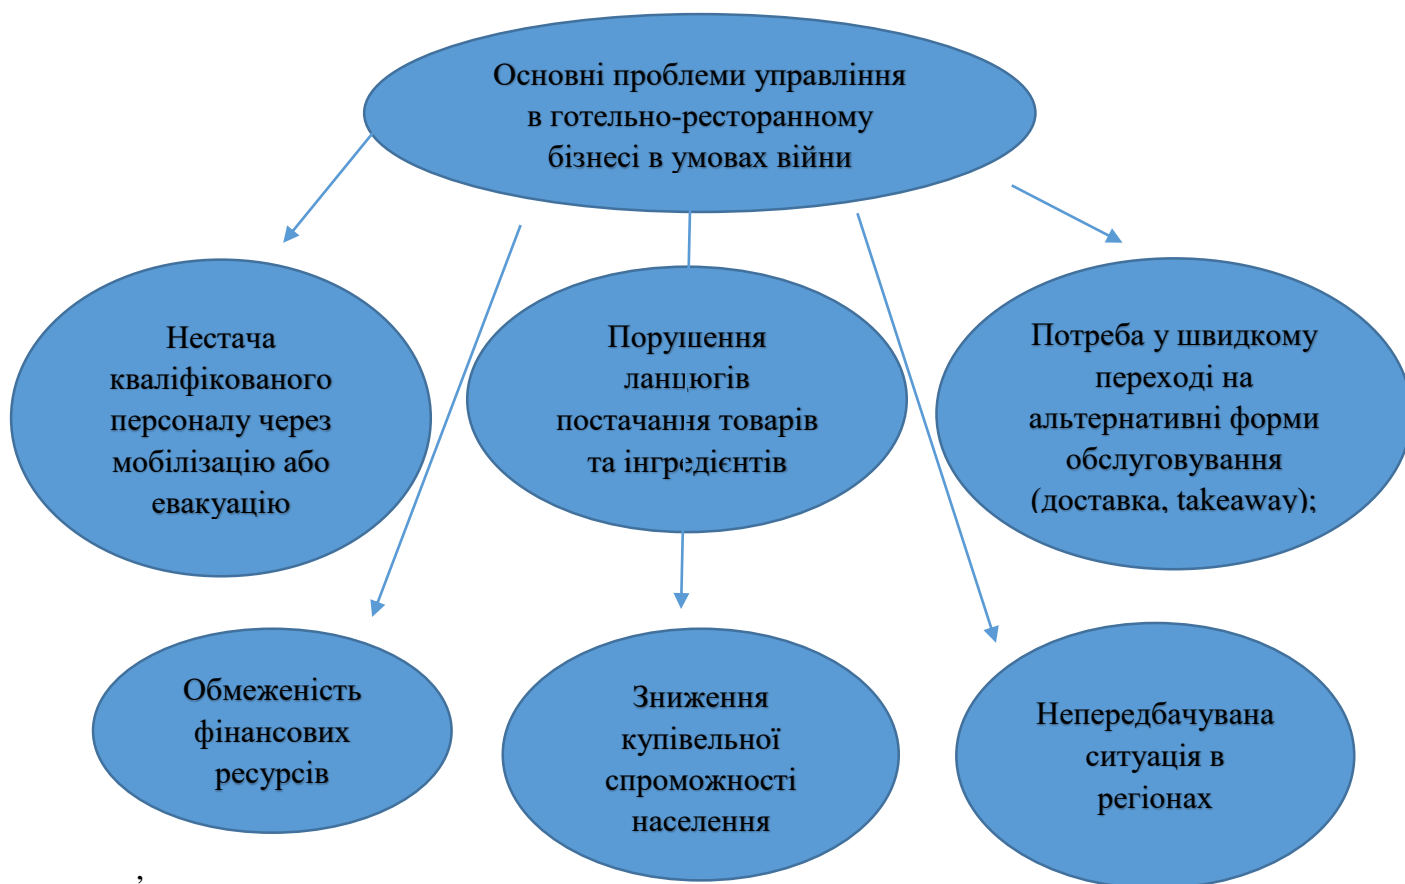 Основні проблеми управління
в готельно-ресторанному
бізнесі в умовах війни
Нестача
кваліфікованого
персоналу через
мобілізацію або
евакуацію
Порушення
ланцюгів
постачання товарів
та інгредієнтів
Потреба у швидкому
переході на
альтернативні форми
обслуговування
(доставка, takeaway);
Обмеженість
фінансових
ресурсів
Зниження
купівельної
спроможності
населення
Непередбачувана
ситуація в
регіонах
,